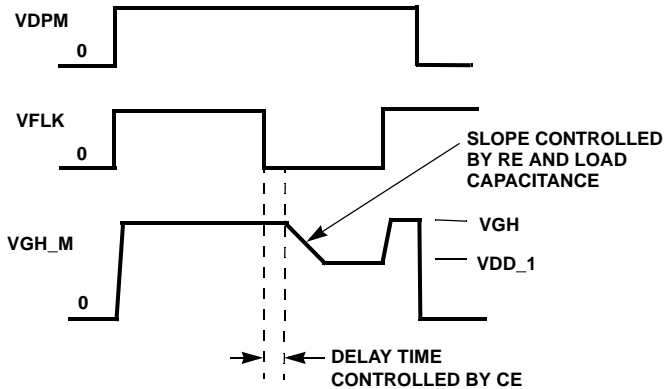 VDPM
0
VFLK
0
SLOPE CONTROLLED
BY RE AND LOAD
CAPACITANCE
VGH_M
VGH
VDD_1
0
DELAY TIME
CONTROLLED BY CE